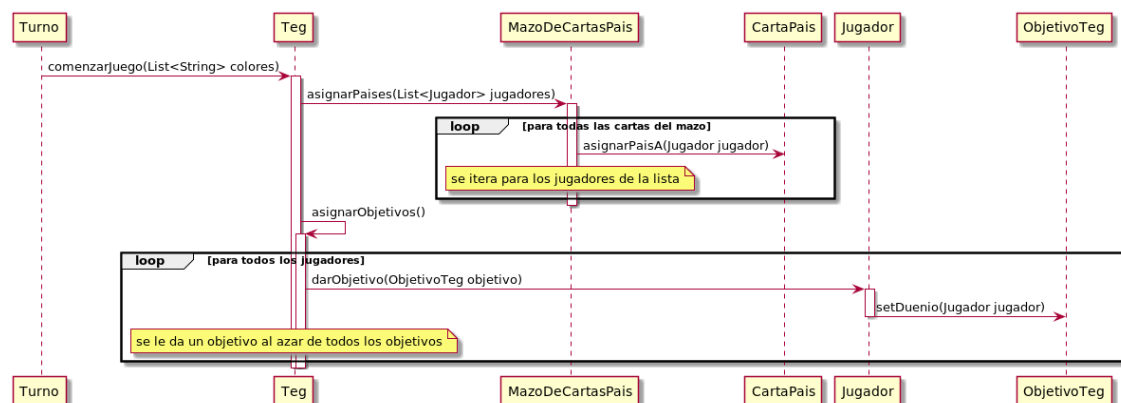 Turno
Teg
MazoDeCartasPais
CartaPais
Jugador
ObjetivoTeg
comenzarJuego(List<String> colores)
asignarPaises(List<Jugador> jugadores)
loop
[para todas las cartas del mazo]
asignarPaisA(Jugador jugador)
se itera para los jugadores de la lista
asignarObjetivos()
loop
[para todos los jugadores]
darObjetivo(ObjetivoTeg objetivo)
setDuenio(Jugador jugador)
se le da un objetivo al azar de todos los objetivos
Turno
Teg
MazoDeCartasPais
CartaPais
Jugador
ObjetivoTeg